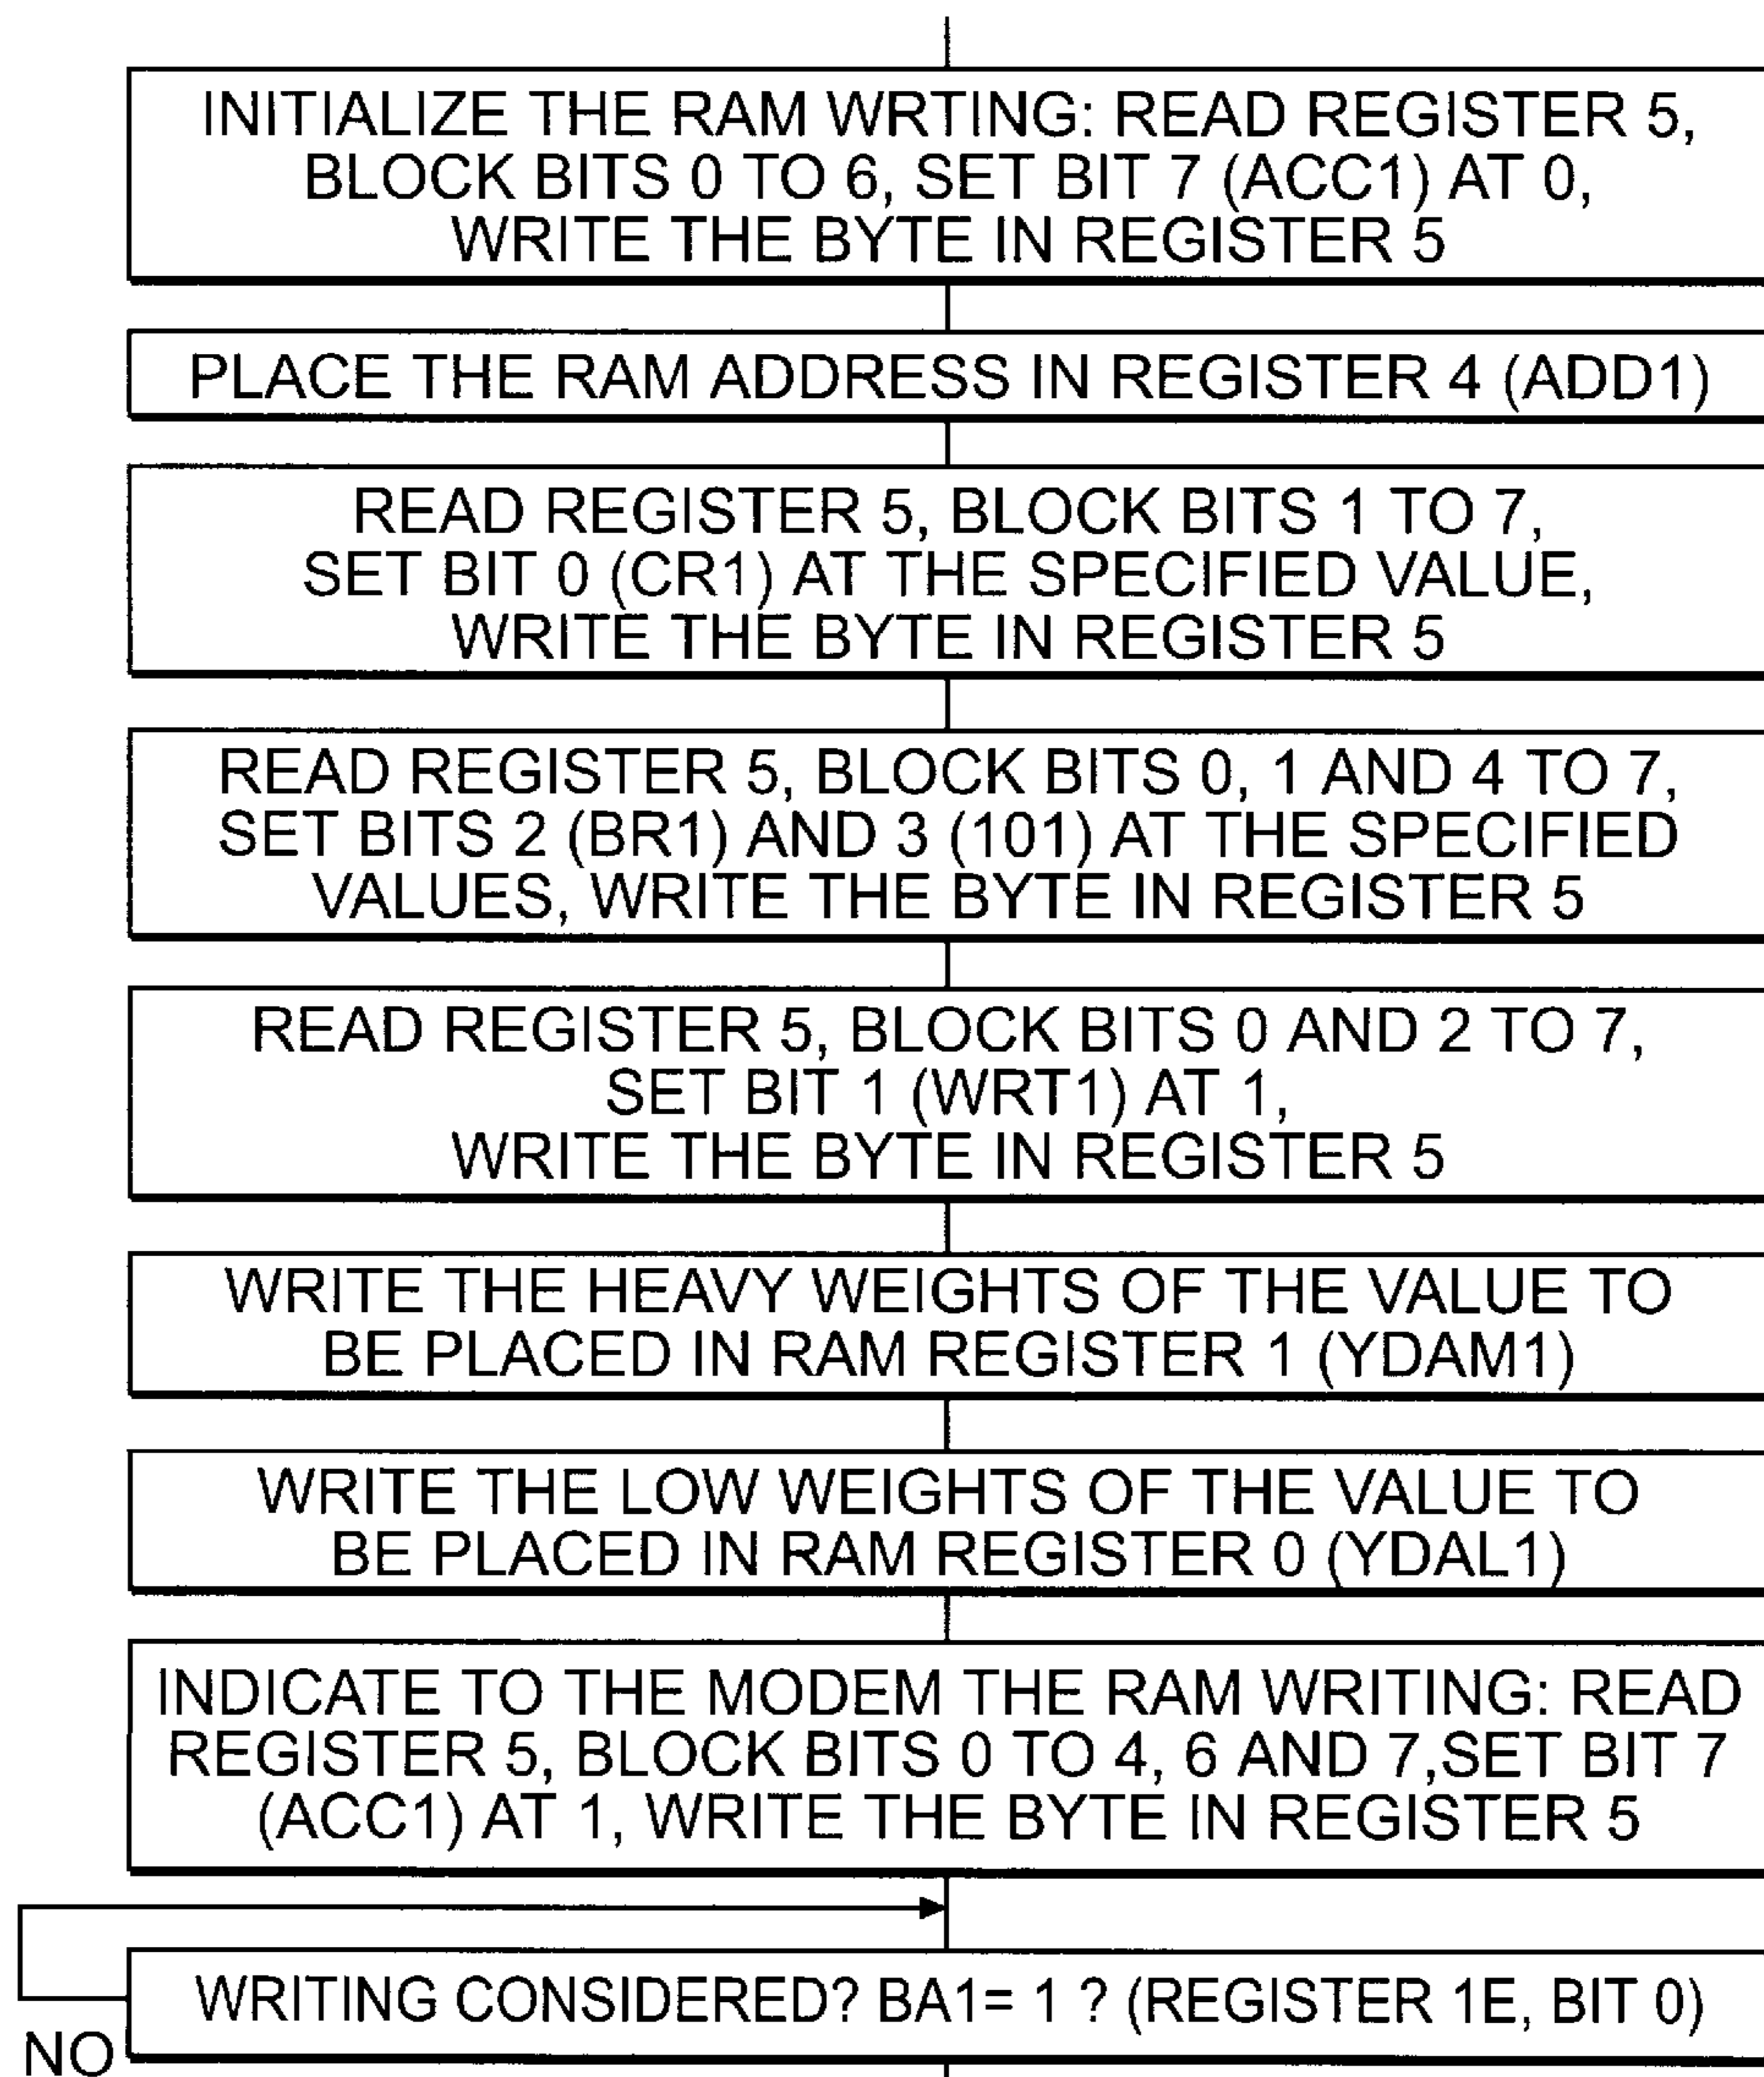 INITIALIZE THE RAM WRTING: READ REGISTER 5,
BLOCK BITS 0 TO 6, SET BIT 7 (ACC1) AT 0,
WRITE THE BYTE IN REGISTER 5
PLACE THE RAM ADDRESS IN REGISTER 4 (ADD1)
READ REGISTER 5, BLOCK BITS 1 TO 7,
SET BIT 0 (CR1) AT THE SPECIFIED VALUE,
WRITE THE BYTE IN REGISTER 5
READ REGISTER 5, BLOCK BITS 0, 1 AND 4 TO 7,
SET BITS 2 (BR1) AND 3 (101) AT THE SPECIFIED
VALUES, WRITE THE BYTE IN REGISTER 5
READ REGISTER 5, BLOCK BITS 0 AND 2 TO 7,
SET BIT 1 (WRT1) AT 1,
WRITE THE BYTE IN REGISTER 5
WRITE THE HEAVY WEIGHTS OF THE VALUE TO
BE PLACED IN RAM REGISTER 1 (YDAM1)
WRITE THE LOW WEIGHTS OF THE VALUE TO
BE PLACED IN RAM REGISTER 0 (YDAL1)
INDICATE TO THE MODEM THE RAM WRITING: READ
REGISTER 5, BLOCK BITS 0 TO 4, 6 AND 7,SET BIT 7
(ACC1) AT 1, WRITE THE BYTE IN REGISTER 5
WRITING CONSIDERED? BA1= 1 ? (REGISTER 1E, BIT 0)
NO